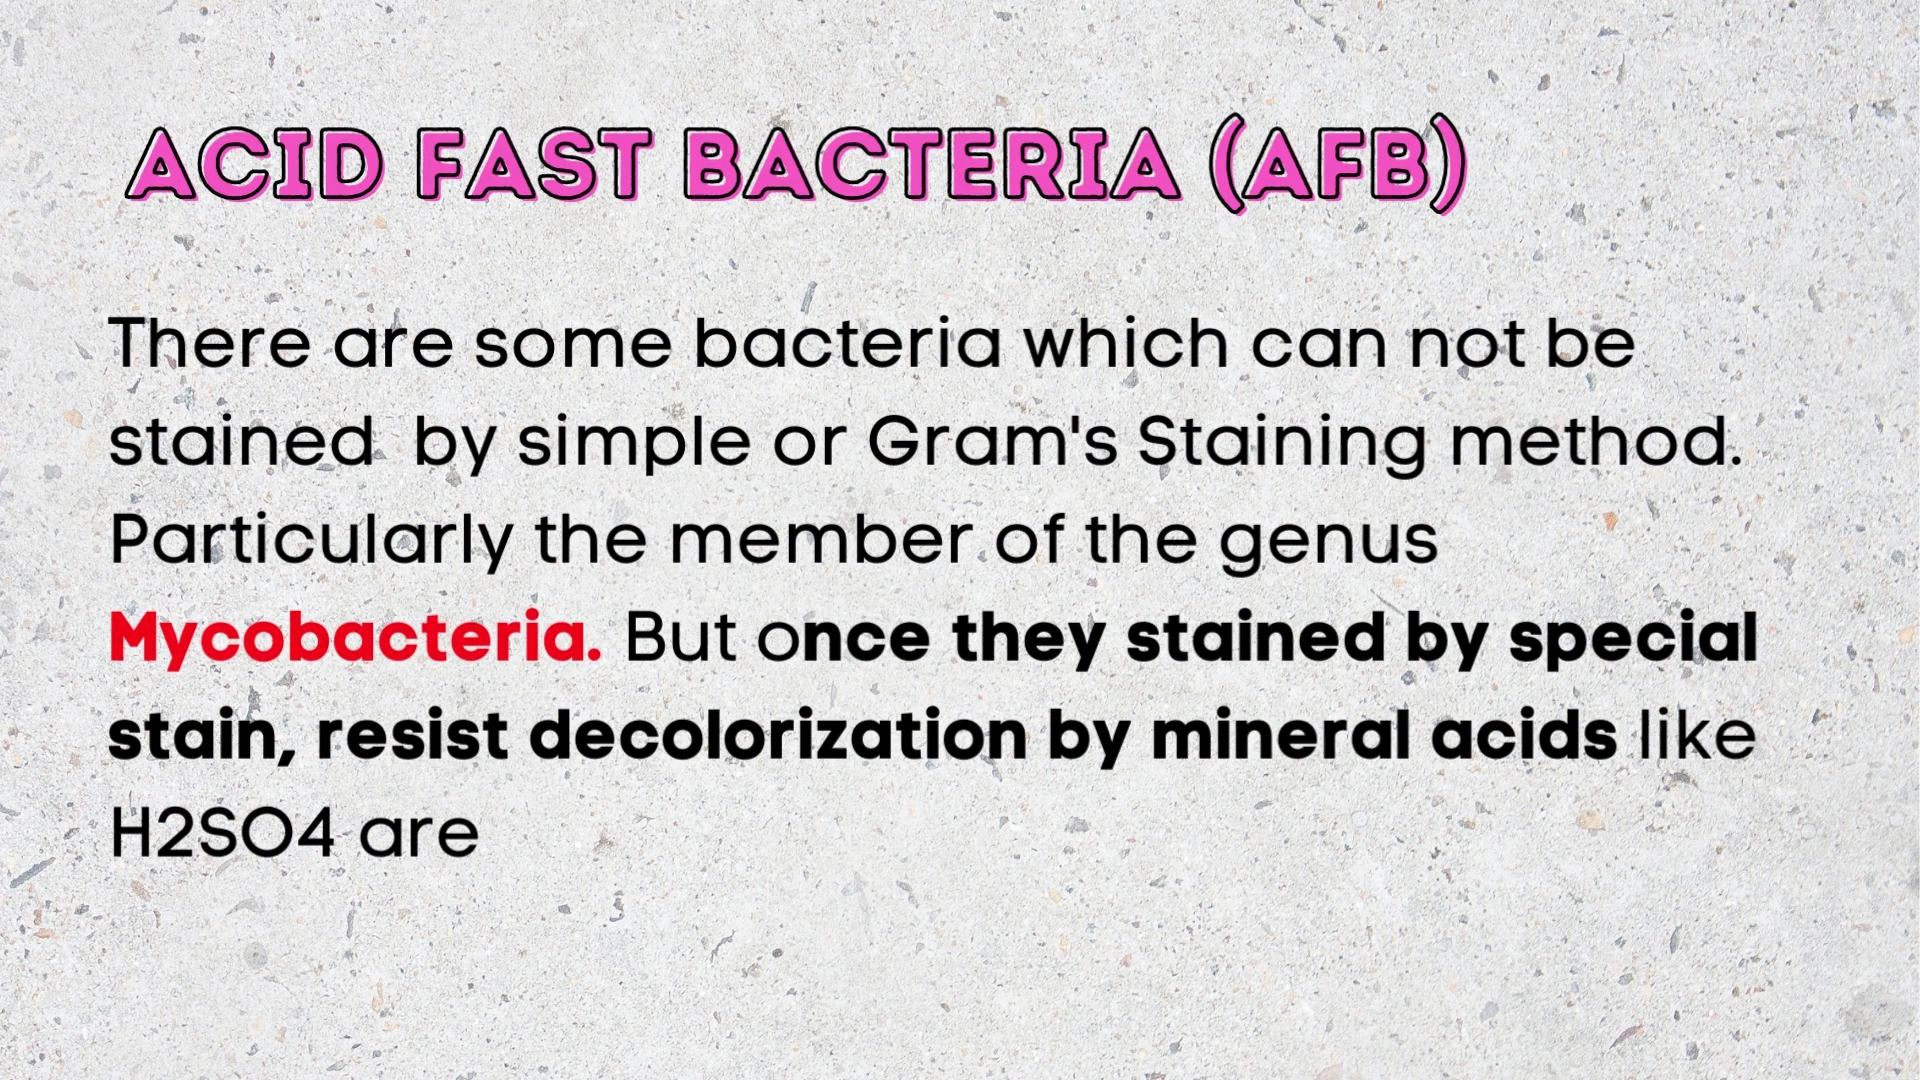 ACID FAST BACTERIA (AFB)
There are some bacteria which can not be
stained  by simple or Gram's Staining method.
Particularly the member of the genus
Mycobacteria. But once they stained by special
stain, resist decolorization by mineral acids like
H2SO4 are